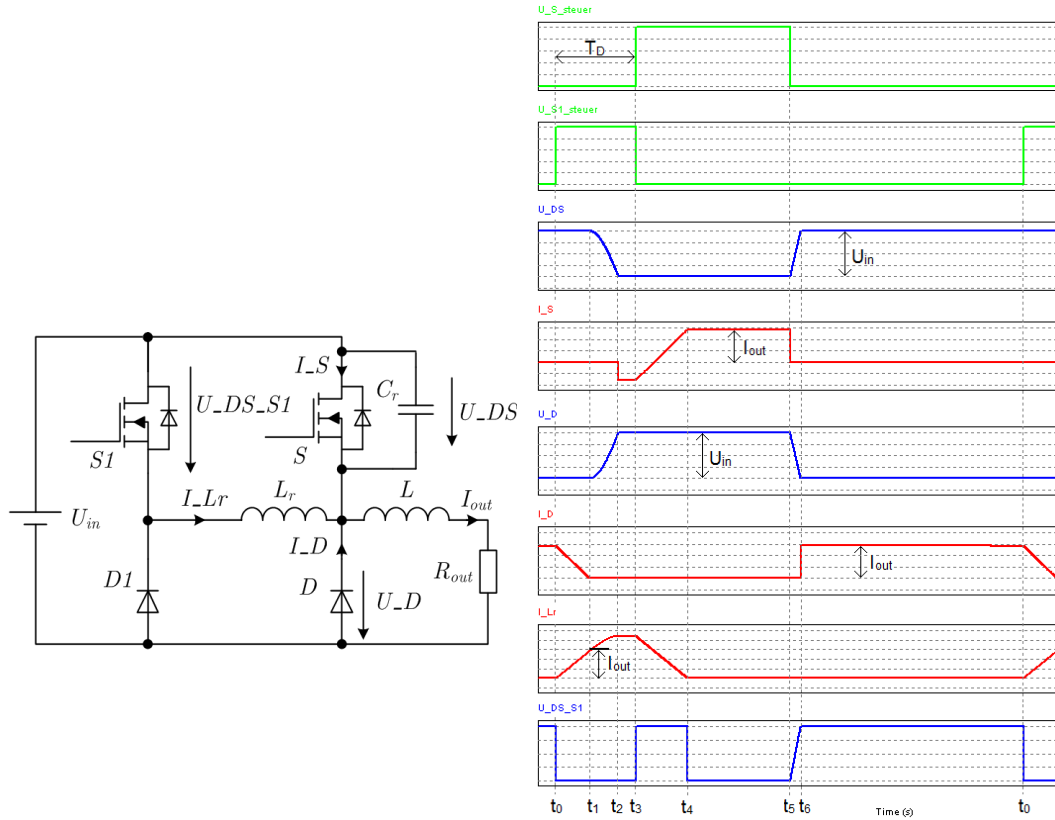 I_S
C_r
U_DS_S1
U_DS
S1
S
I_Lr
L_r
L
I_out
U_in
I_D
D1
D
R_out
U_D
U_S_steuer
T_D
U_S1_steuer
U_DS
U_in
I_S
I_out
U_D
U_in
I_D
I_out
I_Lr
I_out
U_DS_S1
t0 t1 t2 t3 t4 t5 t6 Time (s) t0